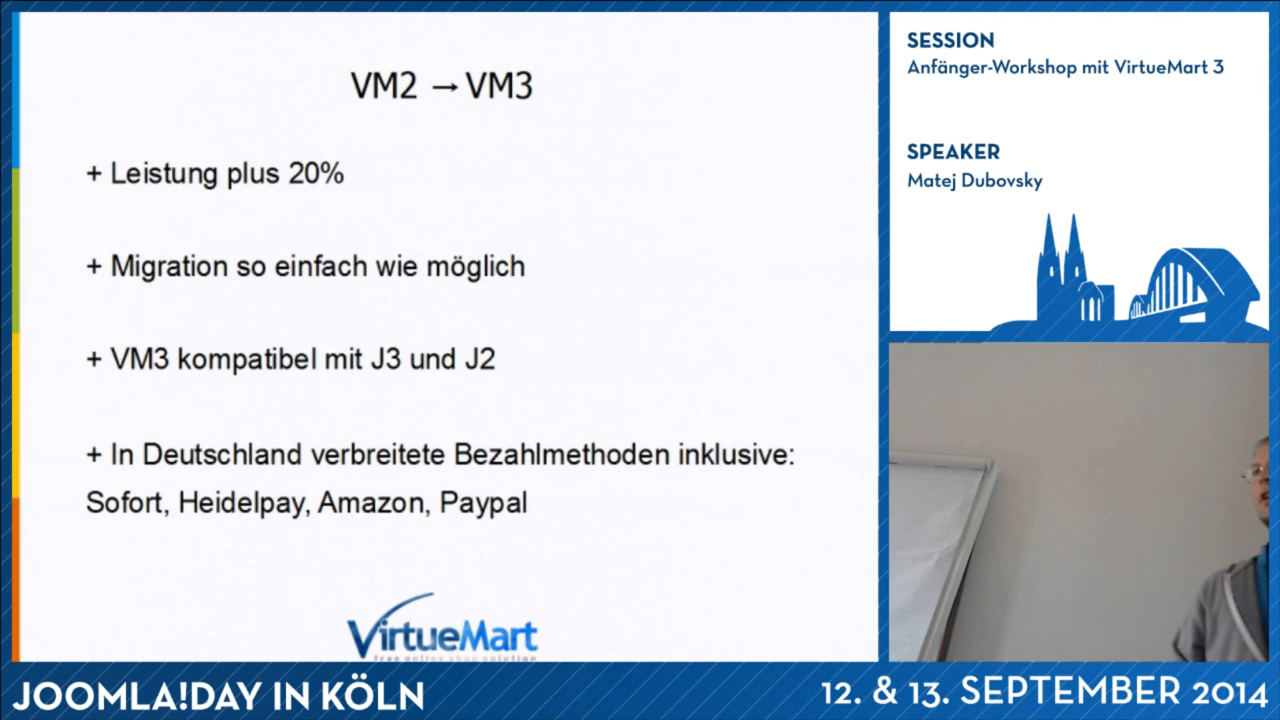 VM2 → VM3
+ Leistung plus 20%
+ Migration so einfach wie möglich
+ VM3 kompatibel mit J3 und J2
+ In Deutschland verbreitete Bezahlmethoden inklusive:
Sofort, Heidelpay, Amazon, Paypal
VirtueMart
free online shop solution
SESSION
Anfänger-Workshop mit VirtueMart 3
SPEAKER
Matej Dubovsky
JOOMLA!DAY IN KÖLN
12. & 13. SEPTEMBER 2014